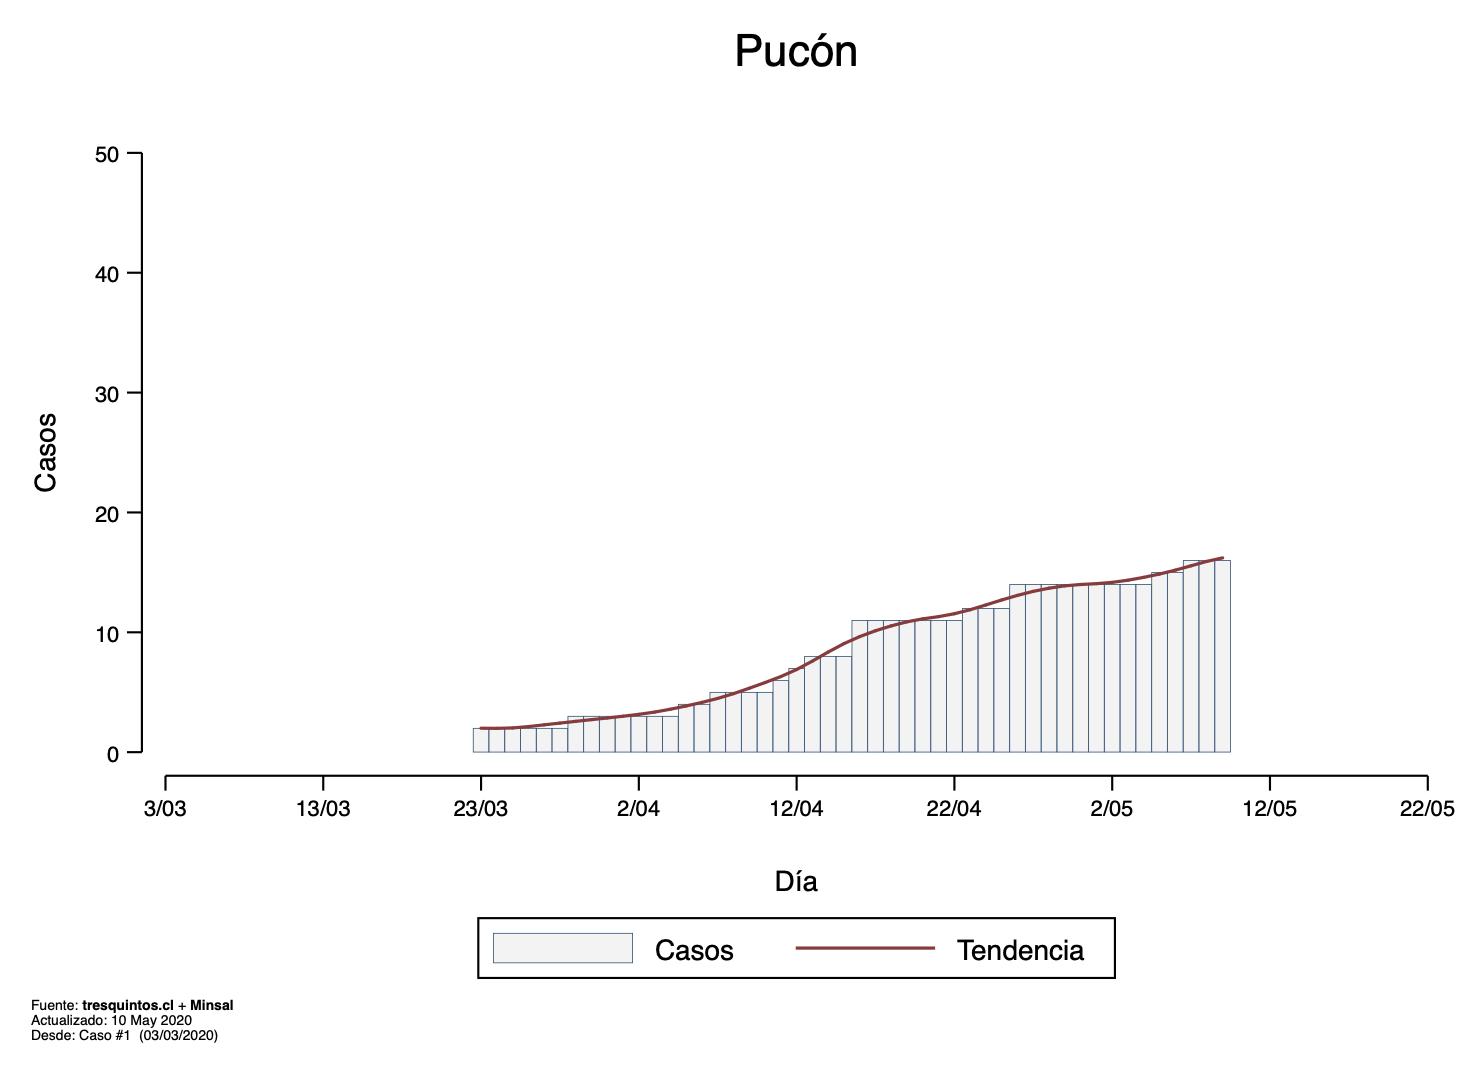 Pucón
50
40
30
20
10
0
Casos
3/03 13/03 23/03 2/04 12/04 22/04 2/05 12/05 22/05
Día
Casos Tendencia
Fuente: tresquintos.cl + Minsal
Actualizado: 10 May 2020
Desde: Caso #1 (03/03/2020)